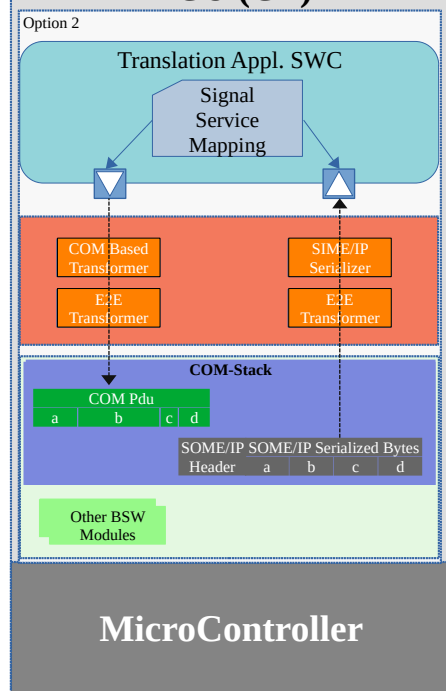 Option 2
Translation Appl. SWC
Signal
Service
Mapping
COM Based
Transformer
SIME/IP
Serializer
E2E
Transformer
E2E
Transformer
COM-Stack
COM Pdu
a b c d
SOME/IP SOME/IP Serialized Bytes
Header a b c d
Other BSW
Modules
MicroController